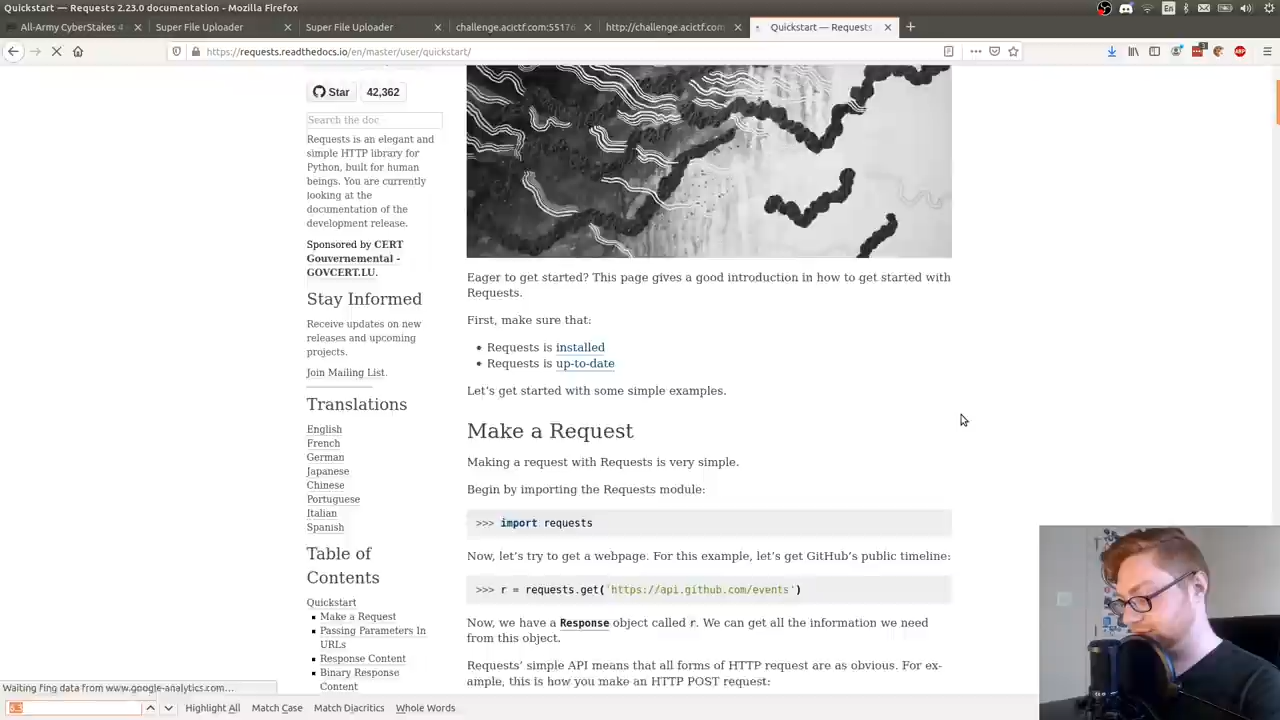 Quickstart — Requests 2.23.0 documentation - Mozilla Firefox
En
All-Army CyberStakes 4
Super File Uploader
Super File Uploader
challenge.acictf.com:55176
http://challenge.acictf.com
Quickstart — Requests
https://requests.readthedocs.io/en/master/user/quickstart/
ABP
Star
42,362
Search the doc
Requests is an elegant and
simple HTTP library for
Python, built for human
beings. You are currently
looking at the
documentation of the
development release.
Sponsored by CERT
Gouvernemental -
GOVCERT.LU.
Stay Informed
Receive updates on new
releases and upcoming
projects.
Join Mailing List.
Translations
English
French
German
Japanese
Chinese
Portuguese
Italian
Spanish
Table of
Contents
Quickstart
Make a Request
Passing Parameters In
URLs
Response Content
Binary Response
Content
Eager to get started? This page gives a good introduction in how to get started with
Requests.
First, make sure that:
Requests is installed
Requests is up-to-date
Let’s get started with some simple examples.
Make a Request
Making a request with Requests is very simple.
Begin by importing the Requests module:
>>> import requests
Now, let’s try to get a webpage. For this example, let’s get GitHub’s public timeline:
>>> r = requests.get('https://api.github.com/events')
Now, we have a Response object called r. We can get all the information we need
from this object.
Requests’ simple API means that all forms of HTTP request are as obvious. For ex-
ample, this is how you make an HTTP POST request:
Highlight All
Match Case
Match Diacritics
Whole Words